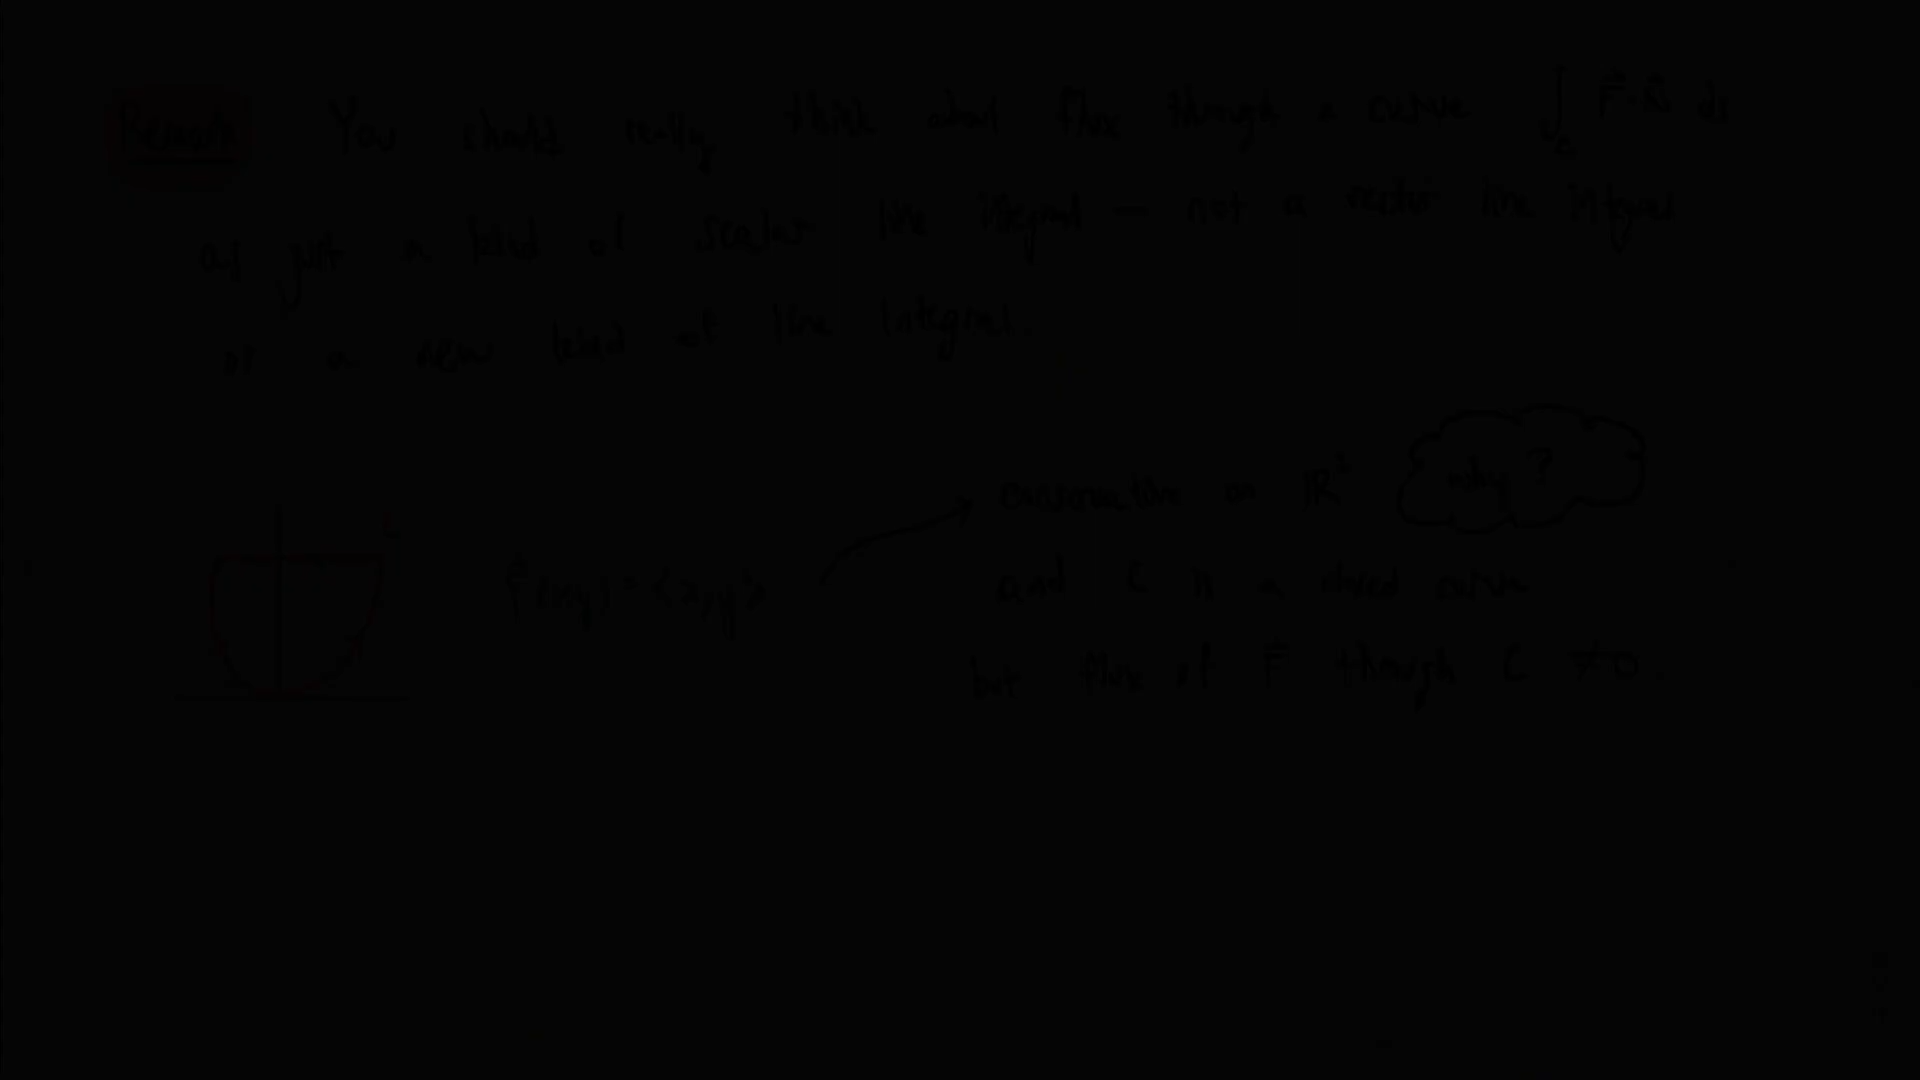 Remark You should really think about flux through a curve ∫_C F⃗ · n⃗ ds
as just a kind of scalar line integral — not a vector line integral
or a new kind of line integral.
conservative on ℝ² why?
F⃗(x,y) = <x,y>
and C is a closed curve
but flux of F⃗ through C ≠ 0.